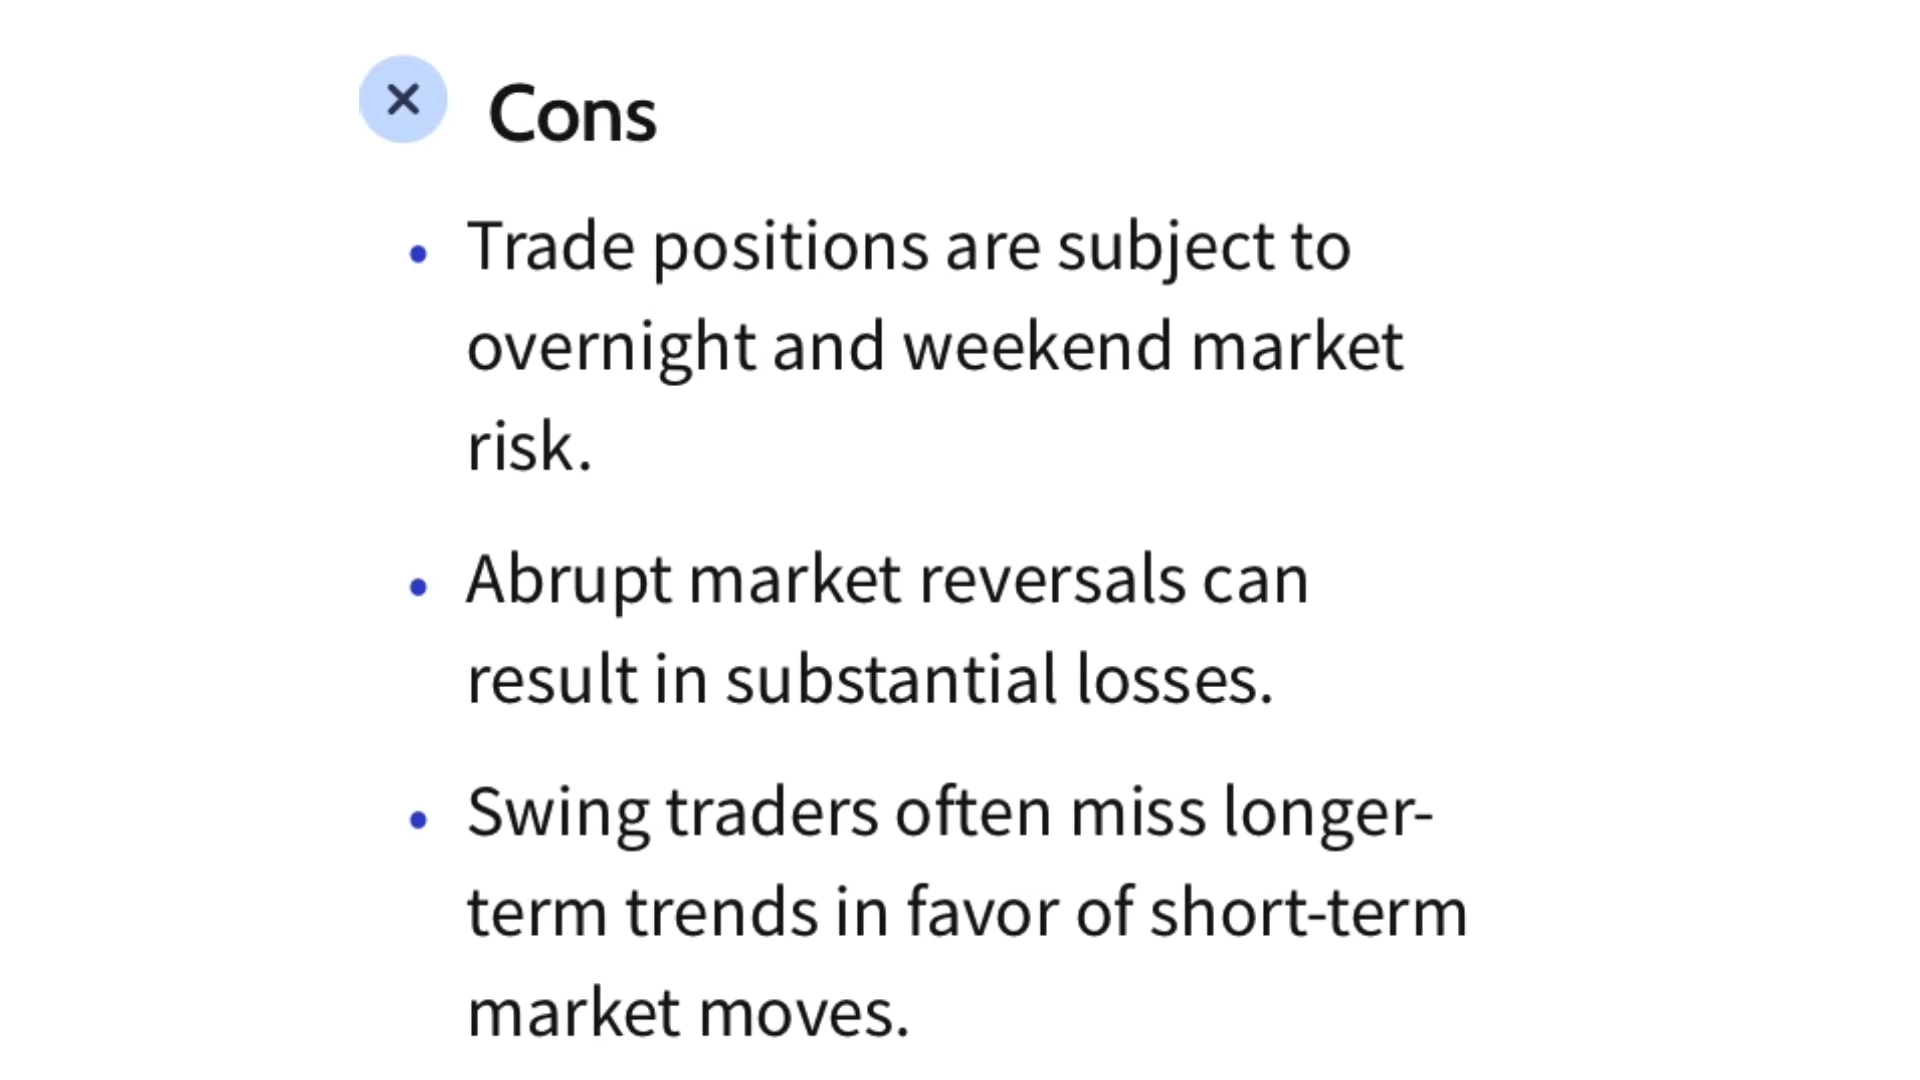 Cons
• Trade positions are subject to
overnight and weekend market
risk.
• Abrupt market reversals can
result in substantial losses.
• Swing traders often miss longer-
term trends in favor of short-term
market moves.